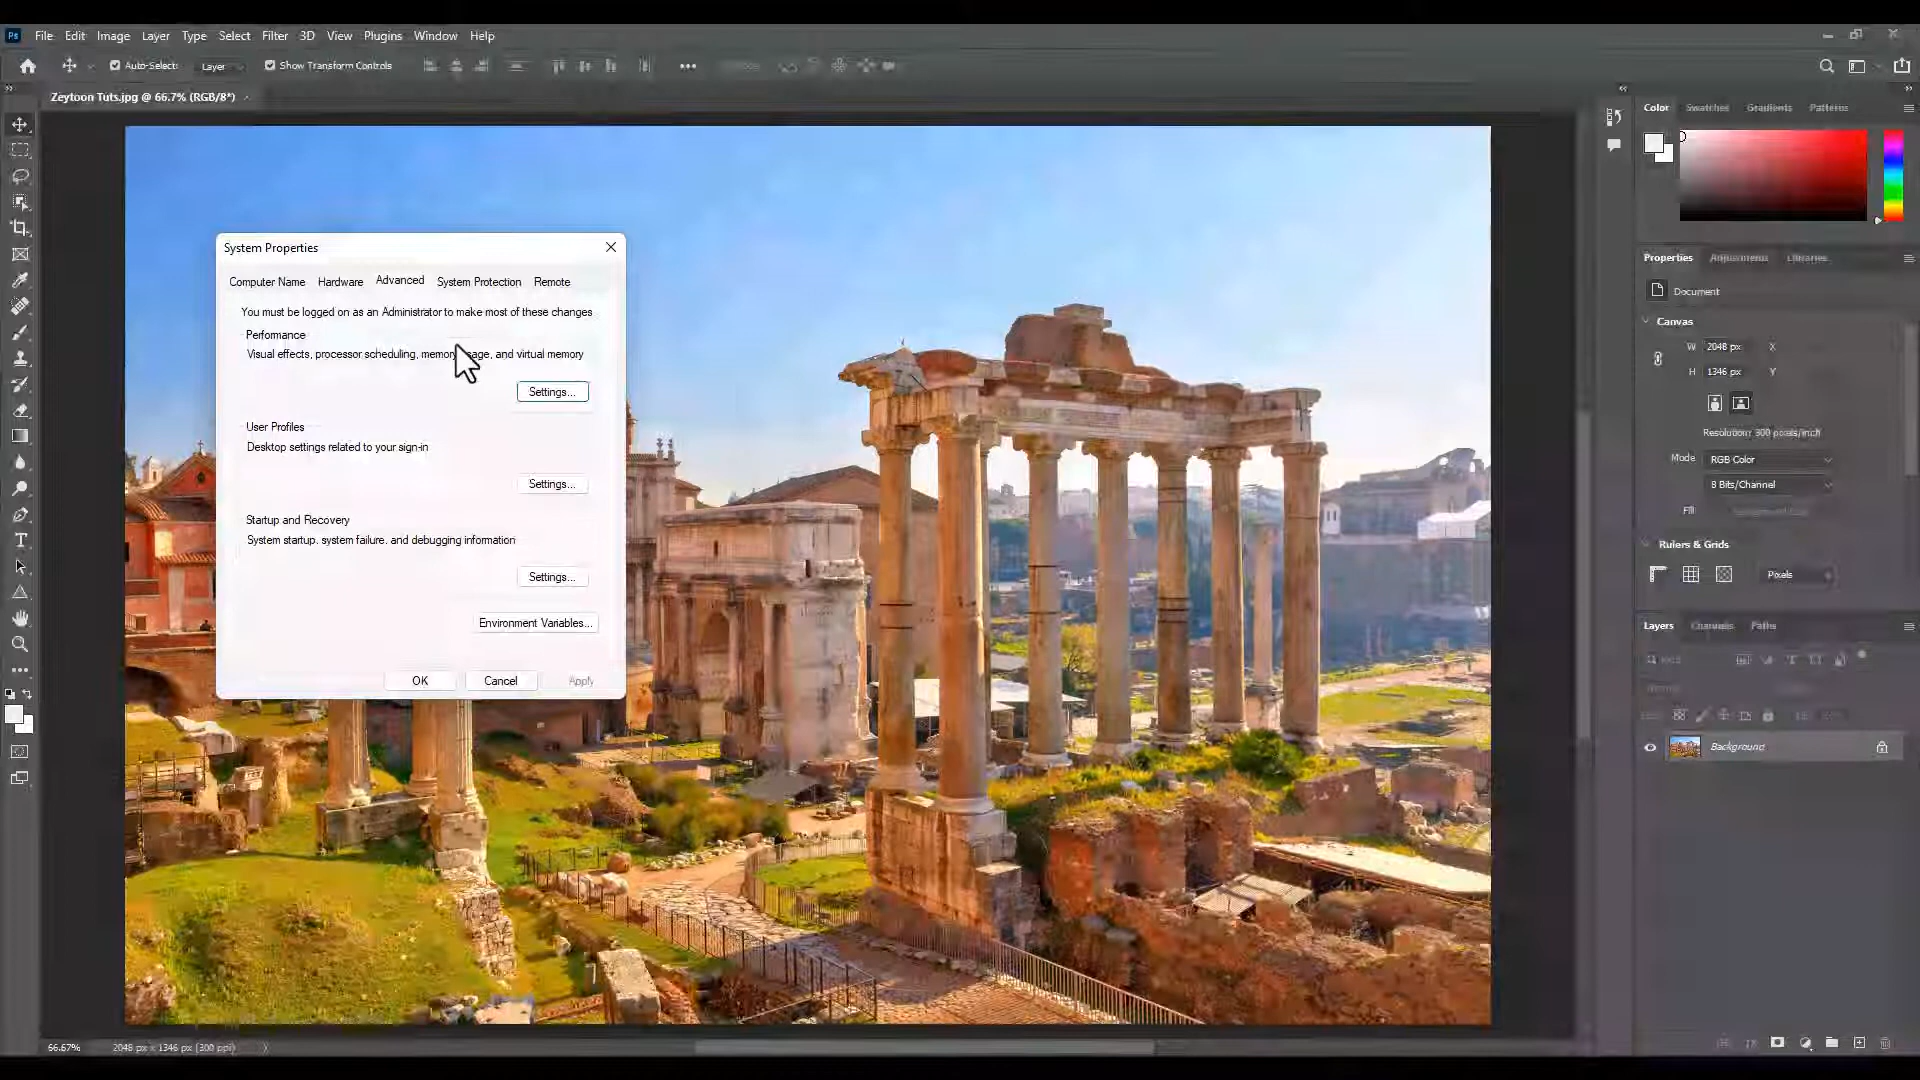 Ps File Edit Image Layer Type Select Filter 3D View Plugins Window Help
Auto-Select: Layer Show Transform Controls
Zeytoon Tuts.jpg @ 66.7% (RGB/8*)
Color Swatches Gradients Patterns
System Properties
Computer Name Hardware Advanced System Protection Remote
You must be logged on as an Administrator to make most of these changes
Performance
Visual effects, processor scheduling, memory and virtual memory
Settings...
User Profiles
Desktop settings related to your sign-in
Settings...
Startup and Recovery
System startup, system failure, and debugging information
Settings...
Environment Variables...
OK Cancel Apply
Properties Adjustments Libraries
Document
Canvas
W 2048 px X
H 1346 px Y
Resolution: 300 pixels/inch
Mode RGB Color
8 Bits/Channel
Fill
Rulers & Grids
Pixels
Layers Channels Paths
Background
66.67% 2048 px x 1346 px (300 ppi)